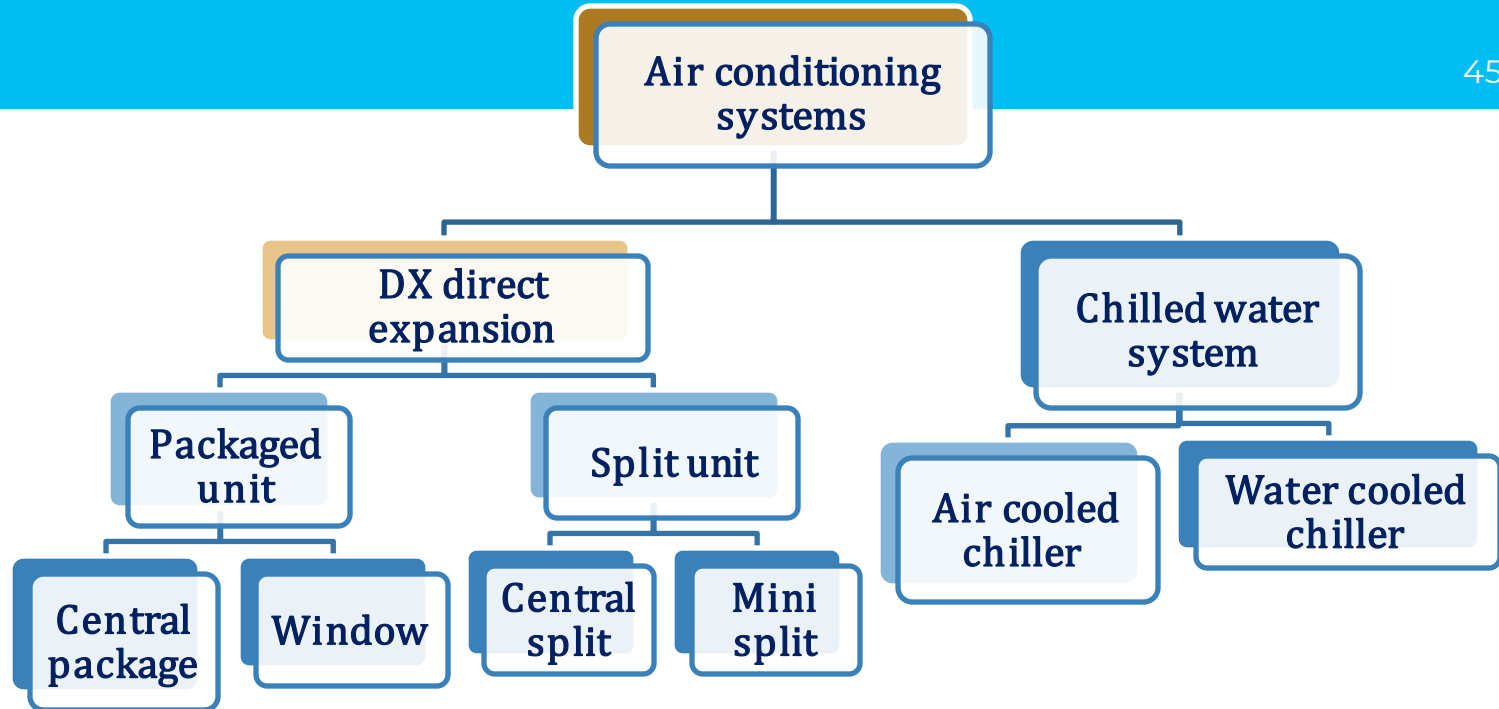 Air conditioning
systems
45
DX direct
expansion
Chilled water
system
Packaged
unit
Split unit
Air cooled
chiller
Water cooled
chiller
Central
package
Window
Central
split
Mini
split